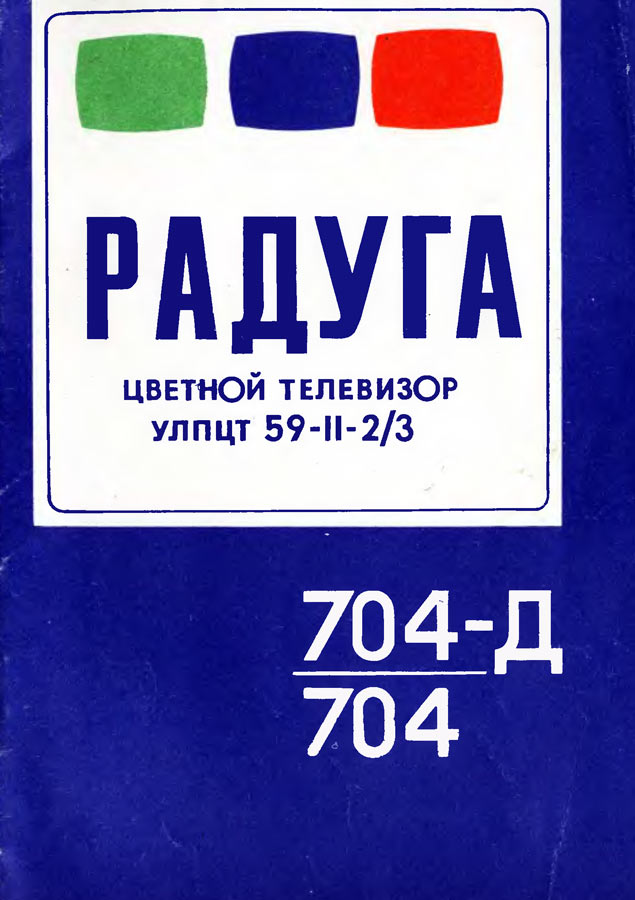 РАДУГА
ЦВЕТНОЙ ТЕЛЕВИЗОР
УЛПЦТ 59-II-2/3
704-Д
704